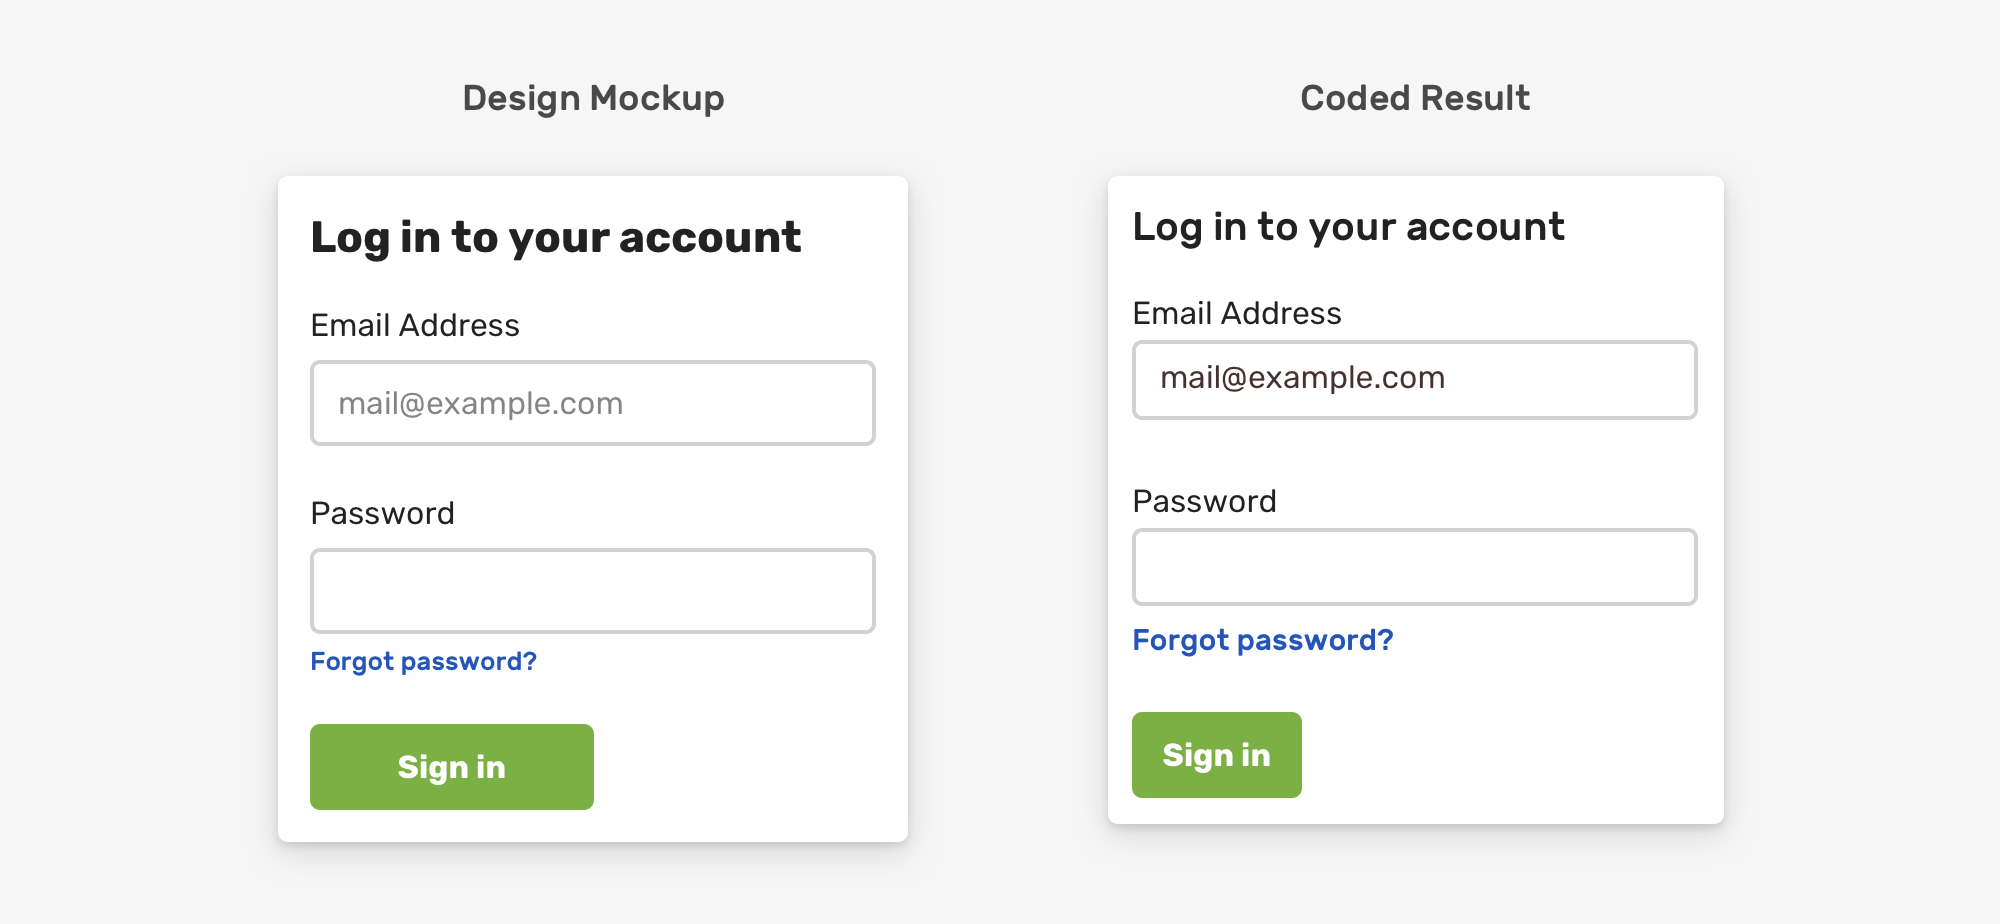 Design Mockup
Log in to your account
Email Address
mail@example.com
Password
Forgot password?
Sign in
Coded Result
Log in to your account
Email Address
mail@example.com
Password
Forgot password?
Sign in